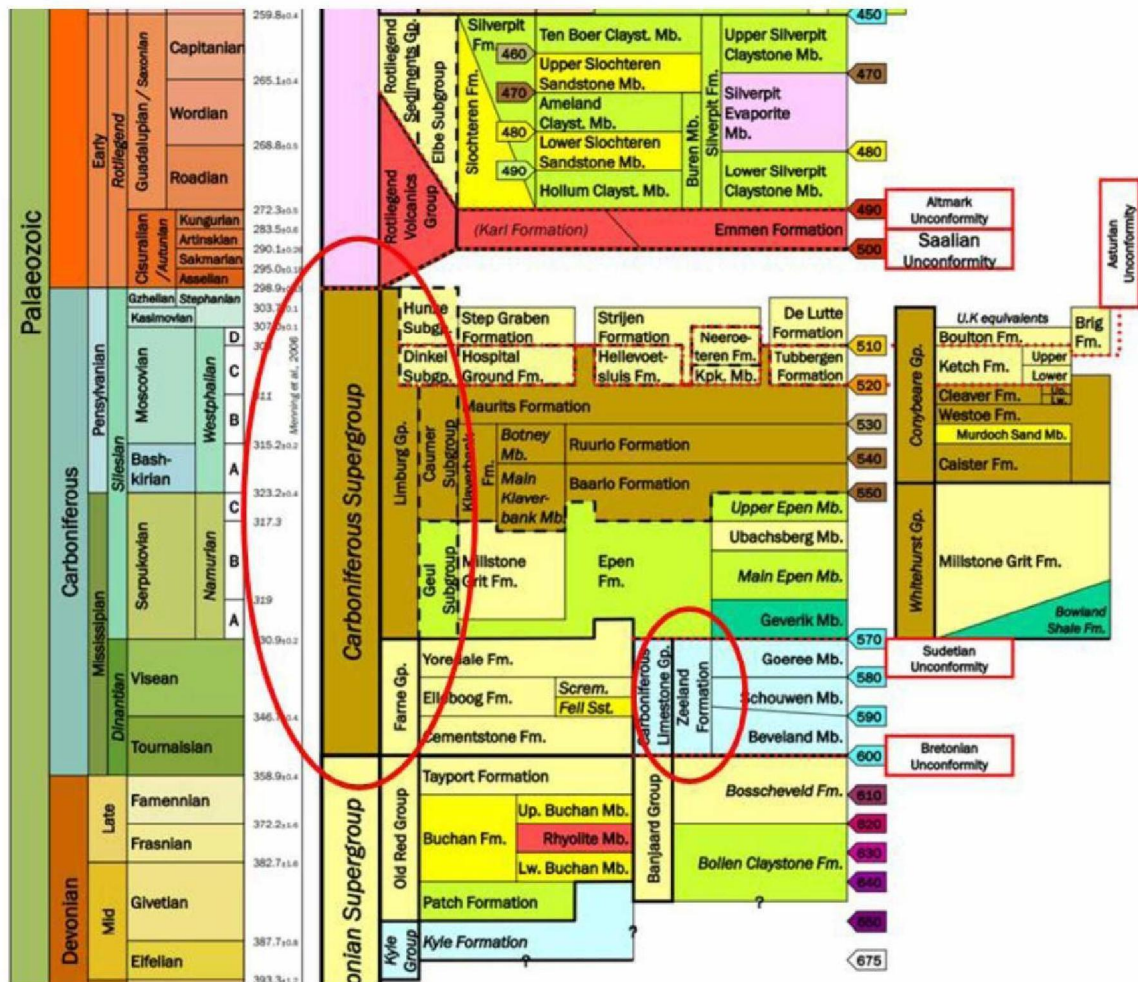 Palaeozoic
Early
Rotliegend
Guadalupian / Saxonian
Cisuralian
/Autunian
Capitanian
Wordian
Roadian
Kungurian
Artinskian
Sakmarian
Asselian
259.8±0.4
265.1±0.4
268.8±0.5
272.3±0.5
283.5±0.6
290.1±0.26
295.0±0.18
298.9
Carboniferous
Pensylvanian
Mississipian
Silesian
Dinantian
Gzhelian
Stephanian
Kasimovian
Moscovian
Westphalian
Bash-
kirian
Serpukovian
Namurian
Visean
Tournaisian
D
C
B
A
C
B
A
315.2±0.2
323.2±0.4
317.3
319
330.9±0.2
346.7±0.4
358.9±0.4
Menning et al., 2006
Devonian
Late
Mid
Famennian
Frasnian
Givetian
Eifelian
372.2±1.6
382.7±1.6
387.7±0.8
393.3±1.2
Carboniferous Supergroup
onian Supergroup
Rotliegend
Sediments Gp.
Elbe Subgroup
Rotliegend
Volcanics
Group
Silverpit
Fm.
Slochteren Fm.
Ten Boer Clayst. Mb.
Upper Slochteren
Sandstone Mb.
Ameland
Clayst. Mb.
Lower Slochteren
Sandstone Mb.
Hollum Clayst. Mb.
Buren Mb.
Silverpit Fm.
Upper Silverpit
Claystone Mb.
Silverpit
Evaporite
Mb.
Lower Silverpit
Claystone Mb.
460
470
480
490
(Karl Formation)
Emmen Formation
450
470
480
490
500
Altmark
Unconformity
Saalian
Unconformity
Asturian
Unconformity
Limburg Gp.
Hunze
Subgp.
Dinkel
Subgp.
Caumer
Subgroup
Geul
Subgroup
Step Graben
Formation
Hospital
Ground Fm.
Strijen
Formation
Hellevoet-
sluis Fm.
Neeroe-
teren Fm.
Kpk. Mb.
De Lutte
Formation
Tubbergen
Formation
Maurits Formation
Klaverbank
Fm.
Botney
Mb.
Main
Klaver-
bank Mb.
Ruurlo Formation
Baarlo Formation
Millstone
Grit Fm.
Epen
Fm.
Upper Epen Mb.
Ubachsberg Mb.
Main Epen Mb.
Geverik Mb.
510
520
530
540
550
570
580
590
600
610
620
630
640
660
675
Farne Gp.
Yoredale Fm.
Elleboog Fm.
Screm.
Fell Sst.
Cementstone Fm.
Carboniferous
Limestone Gp.
Zeeland
Formation
Goeree Mb.
Schouwen Mb.
Beveland Mb.
Sudetian
Unconformity
Bretonian
Unconformity
Old Red Group
Tayport Formation
Buchan Fm.
Up. Buchan Mb.
Rhyolite Mb.
Lw. Buchan Mb.
Patch Formation
Kyle
Group
Kyle Formation
?
?
Banjaard Group
Bosscheveld Fm.
Bollen Claystone Fm.
?
U.K equivalents
Conybeare Gp.
Boulton Fm.
Brig
Fm.
Ketch Fm.
Upper
Lower
Cleaver Fm.
Up.
Lw.
Westoe Fm.
Murdoch Sand Mb.
Caister Fm.
Whitehurst Gp.
Millstone Grit Fm.
Bowland
Shale Fm.